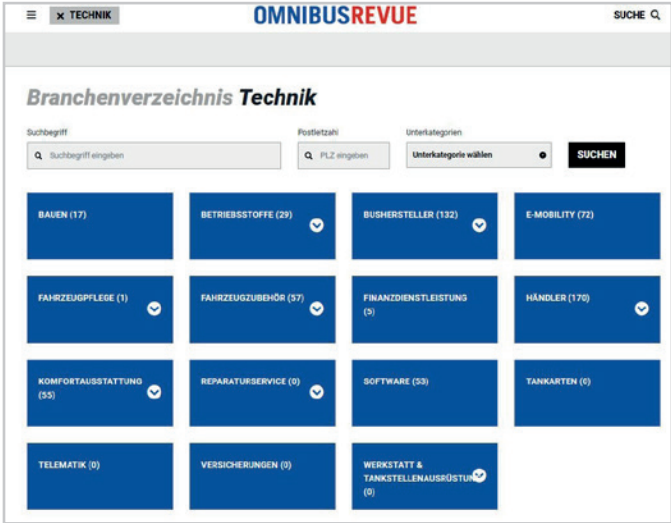 ☰ x TECHNIK OMNIBUSREVUE SUCHE
Branchenverzeichnis Technik
Suchbegriff Postleitzahl Unterkategorien
Suchbegriff eingeben PLZ eingeben Unterkategorie wählen SUCHEN
BAUEN (17) BETRIEBSSTOFFE (29) BUSHERSTELLER (132) E-MOBILITY (72)
FAHRZEUGPFLEGE (1) FAHRZEUGZUBEHÖR (57) FINANZDIENSTLEISTUNG
(5) HÄNDLER (170)
KOMFORTAUSSTATTUNG
(55) REPARATURSERVICE (0) SOFTWARE (53) TANKARTEN (0)
TELEMATIK (0) VERSICHERUNGEN (0) WERKSTATT &
TANKSTELLENAUSRÜSTUN
(0)